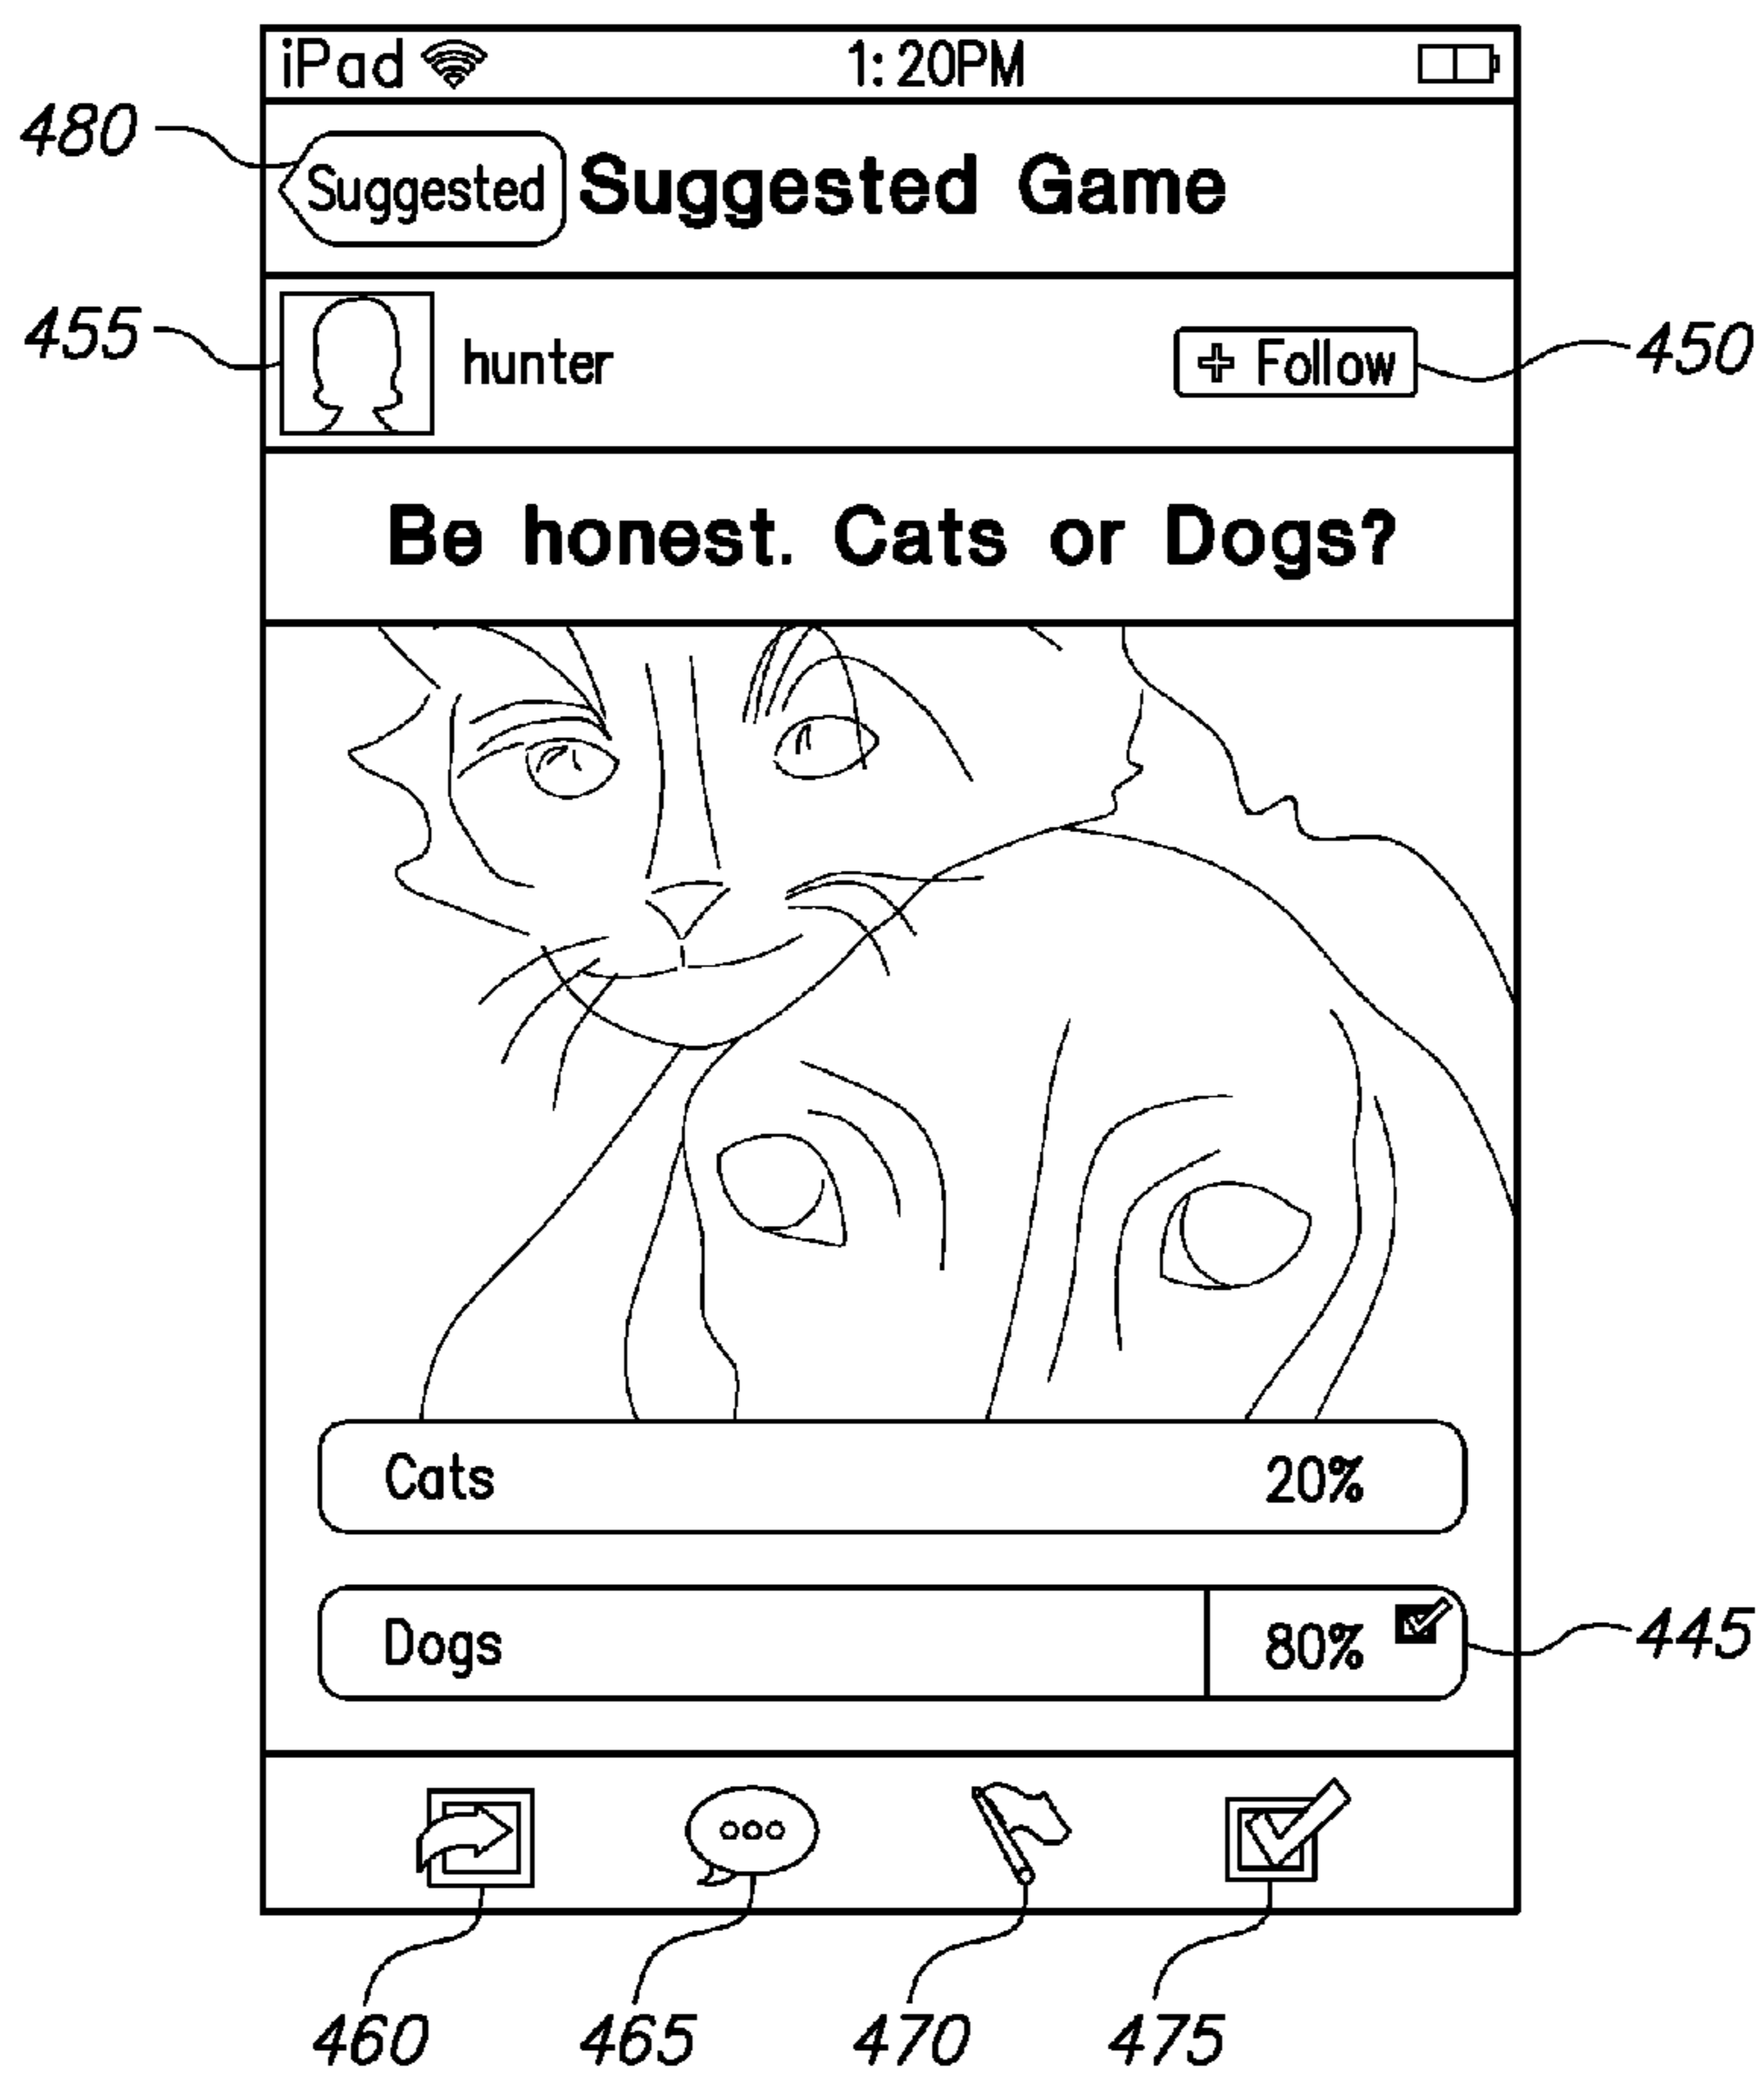 iPad 1:20PM
480
Suggested Suggested Game
455 hunter + Follow 450
Be honest. Cats or Dogs?
Cats 20%
Dogs 80% 445
460 465 470 475